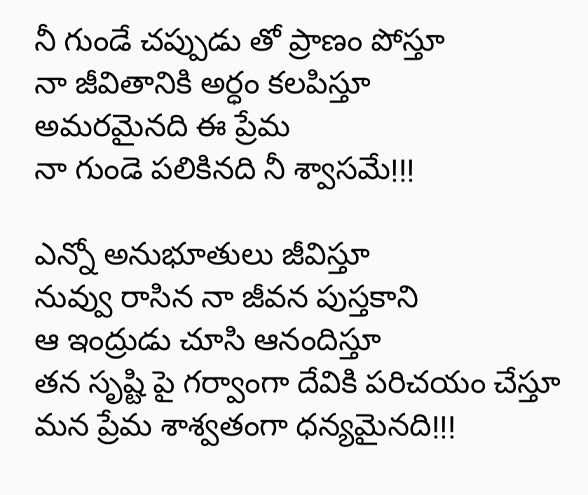 నీ గుండే చప్పుడు తో ప్రాణం పోస్తూ
నా జీవితానికి అర్ధం కలపిస్తూ
అమరమైనది ఈ ప్రేమ
నా గుండె పలికినది నీ శ్వాసమే!!!
ఎన్నో అనుభూతులు జీవిస్తూ
నువ్వు రాసిన నా జీవన పుస్తకాని
ఆ ఇంద్రుడు చూసి ఆనందిస్తూ
తన సృష్టి పై గర్వాంగా దేవికి పరిచయం చేస్తూ
మన ప్రేమ శాశ్వతంగా ధన్యమైనది!!!